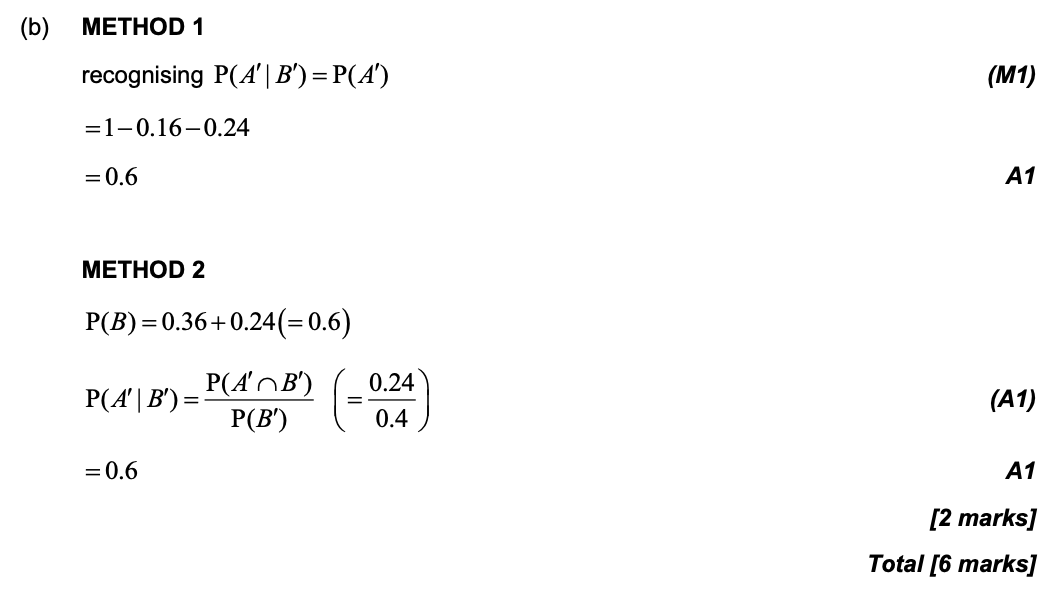 (b) METHOD 1
recognising P(A′ | B′) = P(A′) (M1)
=1−0.16−0.24
=0.6 A1
METHOD 2
P(B) = 0.36+0.24(= 0.6)
P(A′ | B′) = P(A′ ∩ B′) / P(B′) (= 0.24 / 0.4) (A1)
=0.6 A1
[2 marks]
Total [6 marks]